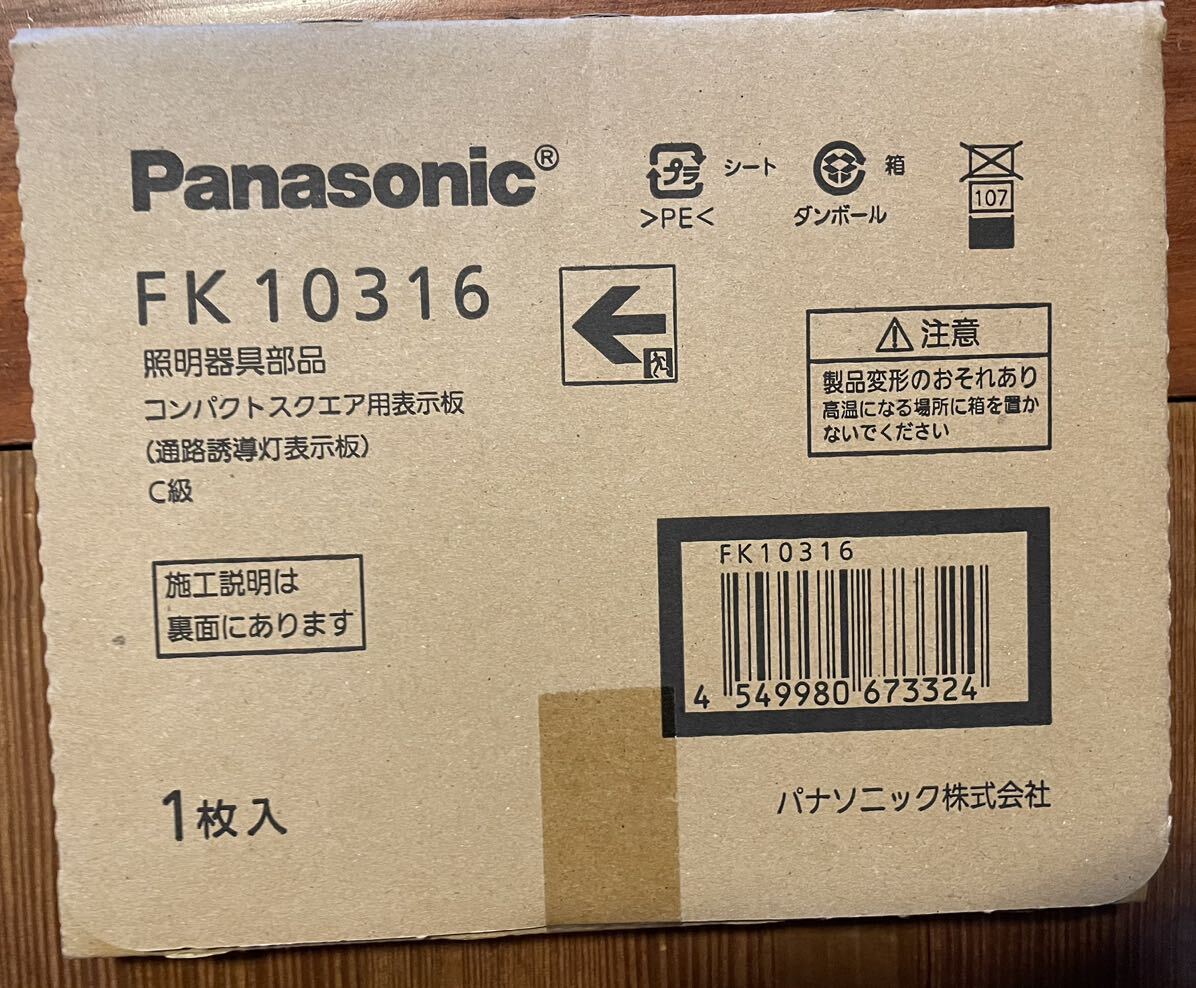 Panasonic®
プラ シート
>PE<
箱
ダンボール
107
FK10316
照明器具部品
コンパクトスクエア用表示板
(通路誘導灯表示板)
C級
注意
製品変形のおそれあり
高温になる場所に箱を置か
ないでください
施工説明は
裏面にあります
FK10316
4 549980 673324
1枚入
パナソニック株式会社